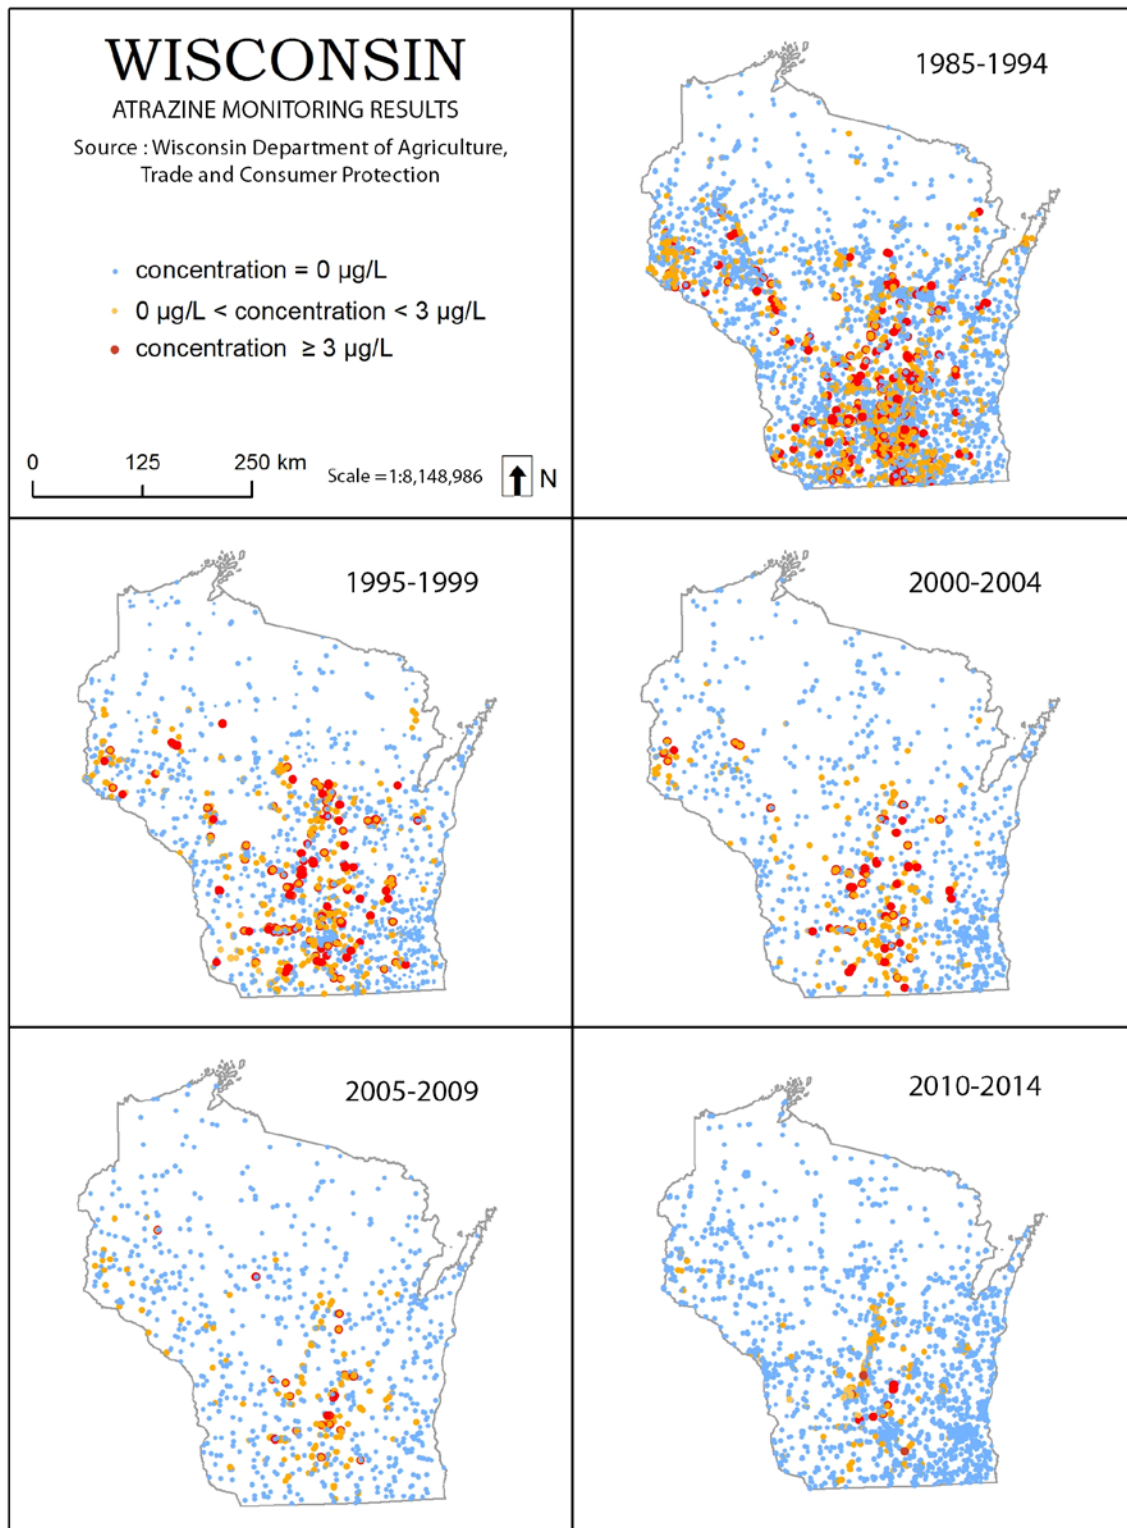 WISCONSIN
ATRAZINE MONITORING RESULTS
Source : Wisconsin Department of Agriculture,
Trade and Consumer Protection
concentration = 0 µg/L
0 µg/L < concentration < 3 µg/L
concentration ≥ 3 µg/L
0 125 250 km
Scale =1:8,148,986
N
1985-1994
1995-1999
2000-2004
2005-2009
2010-2014